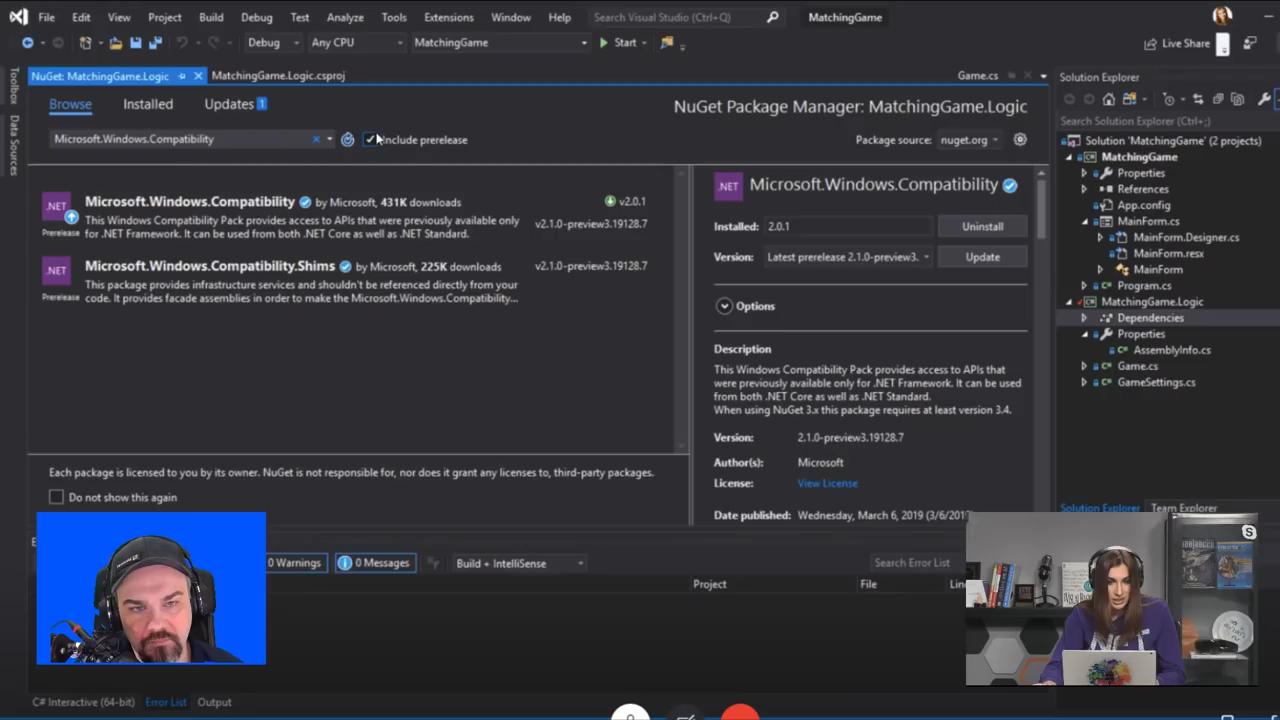 File Edit View Project Build Debug Test Analyze Tools Extensions Window Help Search Visual Studio (Ctrl+Q) MatchingGame
Debug Any CPU MatchingGame Start Live Share
Toolbox
Data Sources
NuGet: MatchingGame.Logic MatchingGame.Logic.csproj Game.cs
Browse Installed Updates 1
NuGet Package Manager: MatchingGame.Logic
Microsoft.Windows.Compatibility Include prerelease
Package source: nuget.org
.NET
Prerelease
Microsoft.Windows.Compatibility by Microsoft, 431K downloads v2.0.1
This Windows Compatibility Pack provides access to APIs that were previously available only v2.1.0-preview3.19128.7
for .NET Framework. It can be used from both .NET Core as well as .NET Standard.
.NET
Prerelease
Microsoft.Windows.Compatibility.Shims by Microsoft, 225K downloads v2.1.0-preview3.19128.7
This package provides infrastructure services and shouldn't be referenced directly from your
code. It provides facade assemblies in order to make the Microsoft.Windows.Compatibility...
Each package is licensed to you by its owner. NuGet is not responsible for, nor does it grant any licenses to, third-party packages.
Do not show this again
.NET Microsoft.Windows.Compatibility
Installed: 2.0.1 Uninstall
Version: Latest prerelease 2.1.0-preview3. Update
Options
Description
This Windows Compatibility Pack provides access to APIs that
were previously available only for .NET Framework. It can be used
from both .NET Core as well as .NET Standard.
When using NuGet 3.x this package requires at least version 3.4.
Version: 2.1.0-preview3.19128.7
Author(s): Microsoft
License: View License
Date published: Wednesday, March 6, 2019 (3/6/201
Solution Explorer
Search Solution Explorer (Ctrl+;)
Solution 'MatchingGame' (2 projects)
MatchingGame
Properties
References
App.config
MainForm.cs
MainForm.Designer.cs
MainForm.resx
MainForm
Program.cs
MatchingGame.Logic
Dependencies
Properties
AssemblyInfo.cs
Game.cs
GameSettings.cs
Solution Explorer Team Explorer
0 Warnings 0 Messages Build + IntelliSense Search Error List
Project File
C# Interactive (64-bit) Error List Output